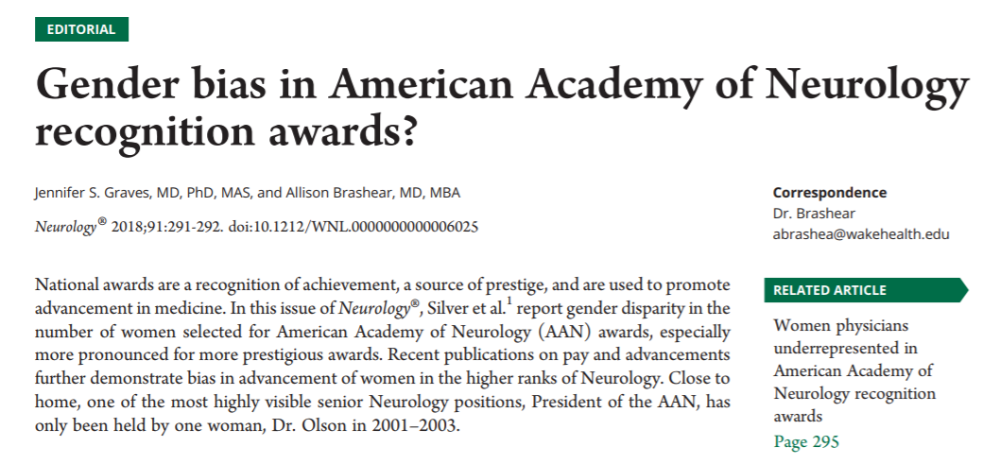 EDITORIAL
Gender bias in American Academy of Neurology
recognition awards?
Jennifer S. Graves, MD, PhD, MAS, and Allison Brashear, MD, MBA
Neurology® 2018;91:291-292. doi:10.1212/WNL.0000000000006025
Correspondence
Dr. Brashear
abrashea@wakehealth.edu
National awards are a recognition of achievement, a source of prestige, and are used to promote
advancement in medicine. In this issue of Neurology®, Silver et al.1 report gender disparity in the
number of women selected for American Academy of Neurology (AAN) awards, especially
more pronounced for more prestigious awards. Recent publications on pay and advancements
further demonstrate bias in advancement of women in the higher ranks of Neurology. Close to
home, one of the most highly visible senior Neurology positions, President of the AAN, has
only been held by one woman, Dr. Olson in 2001–2003.
RELATED ARTICLE
Women physicians
underrepresented in
American Academy of
Neurology recognition
awards
Page 295